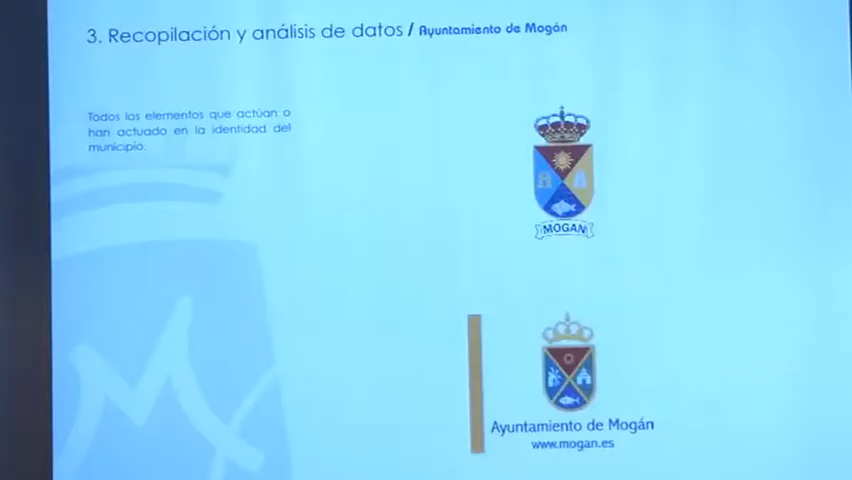 3. Recopilación y análisis de datos / Ayuntamiento de Mogán
Todos los elementos que actúan o
han actuado en la identidad del
municipio.
MOGAN
Ayuntamiento de Mogán
www.mogan.es